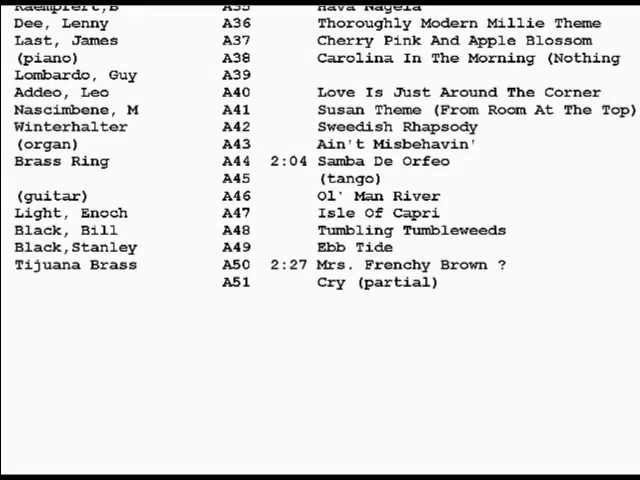 Kaempfert,B A35 Hava Nagela
Dee, Lenny A36 Thoroughly Modern Millie Theme
Last, James A37 Cherry Pink And Apple Blossom
(piano) A38 Carolina In The Morning (Nothing
Lombardo, Guy A39
Addeo, Leo A40 Love Is Just Around The Corner
Nascimbene, M A41 Susan Theme (From Room At The Top)
Winterhalter A42 Sweedish Rhapsody
(organ) A43 Ain't Misbehavin'
Brass Ring A44 2:04 Samba De Orfeo
A45 (tango)
(guitar) A46 Ol' Man River
Light, Enoch A47 Isle Of Capri
Black, Bill A48 Tumbling Tumbleweeds
Black,Stanley A49 Ebb Tide
Tijuana Brass A50 2:27 Mrs. Frenchy Brown ?
A51 Cry (partial)